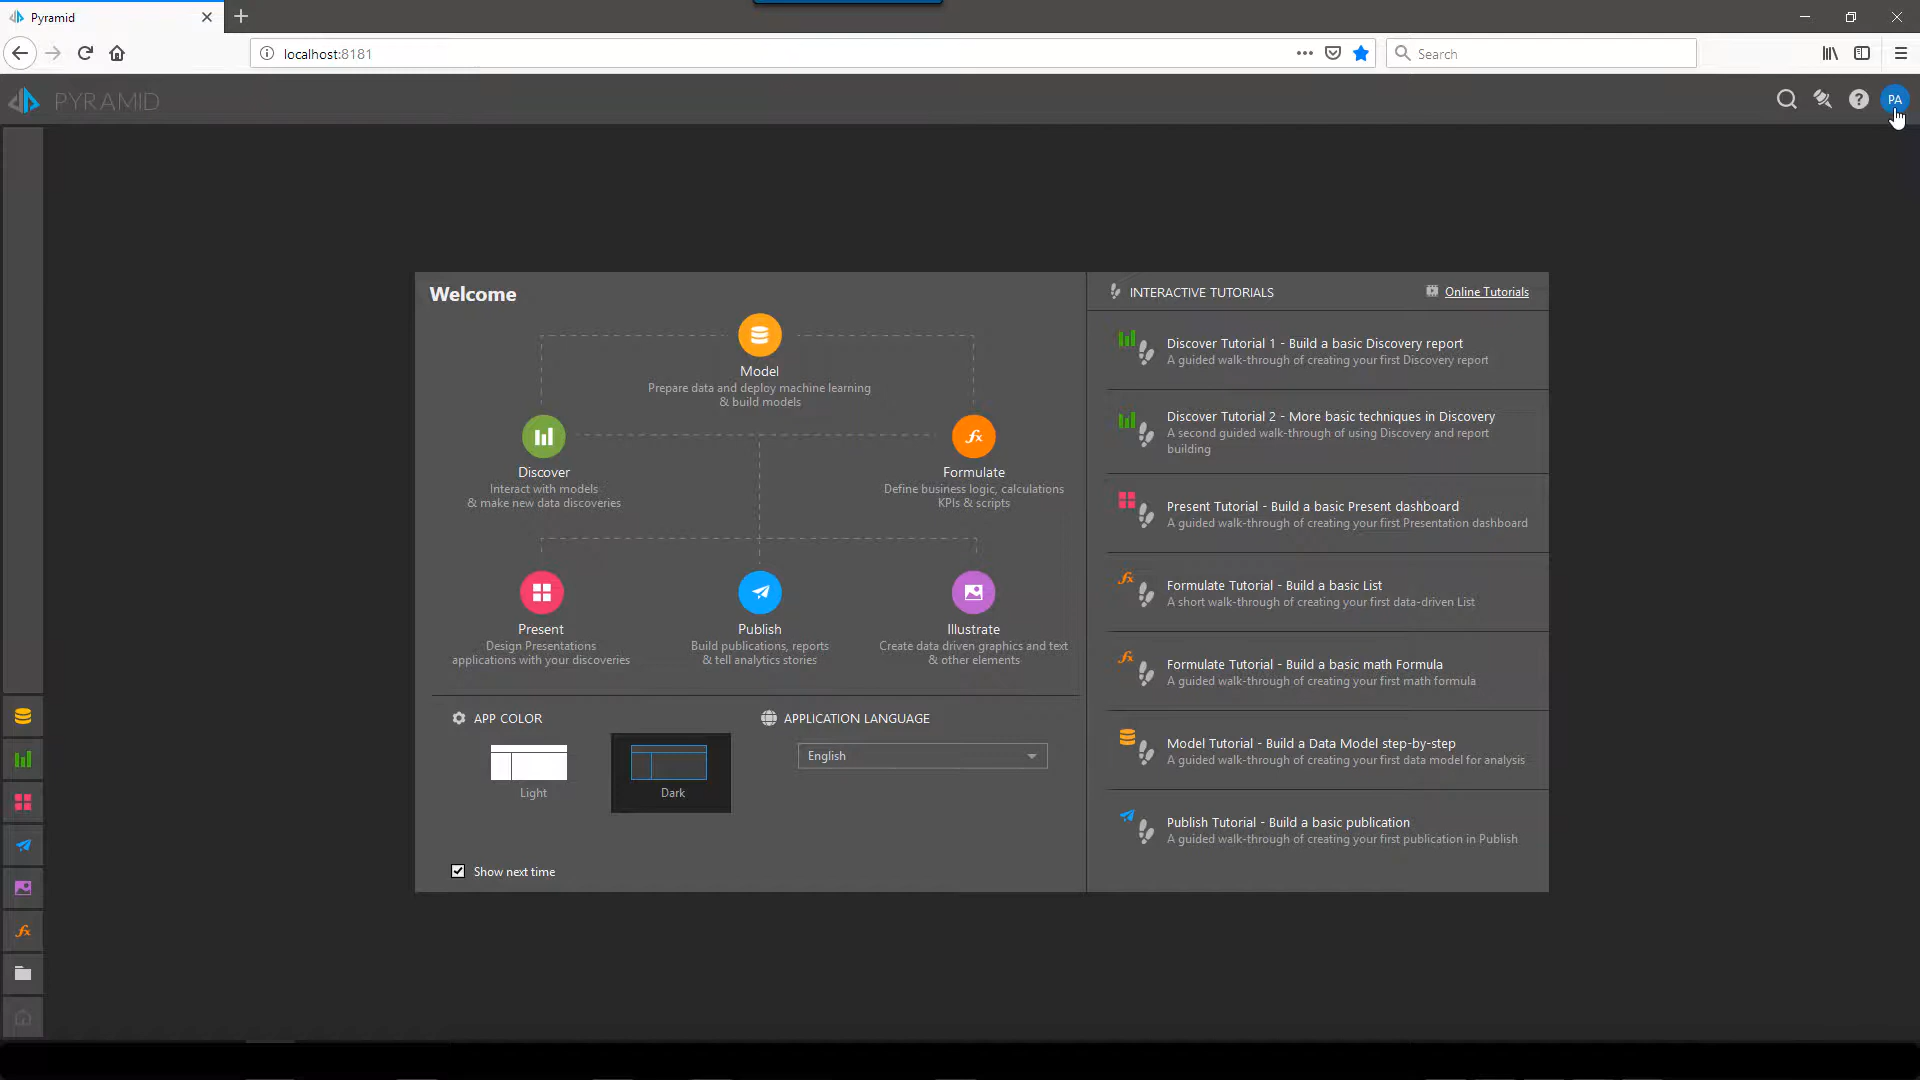 Pyramid
localhost:8181
Search
PYRAMID
PA
Welcome
Model
Prepare data and deploy machine learning
& build models
Discover
Interact with models
& make new data discoveries
fx
Formulate
Define business logic, calculations
KPIs & scripts
Present
Design Presentations
applications with your discoveries
Publish
Build publications, reports
& tell analytics stories
Illustrate
Create data driven graphics and text
& other elements
APP COLOR
Light
Dark
APPLICATION LANGUAGE
English
Show next time
INTERACTIVE TUTORIALS
Online Tutorials
Discover Tutorial 1 - Build a basic Discovery report
A guided walk-through of creating your first Discovery report
Discover Tutorial 2 - More basic techniques in Discovery
A second guided walk-through of using Discovery and report
building
Present Tutorial - Build a basic Present dashboard
A guided walk-through of creating your first Presentation dashboard
fx
Formulate Tutorial - Build a basic List
A short walk-through of creating your first data-driven List
fx
Formulate Tutorial - Build a basic math Formula
A guided walk-through of creating your first math formula
Model Tutorial - Build a Data Model step-by-step
A guided walk-through of creating your first data model for analysis
Publish Tutorial - Build a basic publication
A guided walk-through of creating your first publication in Publish
fx